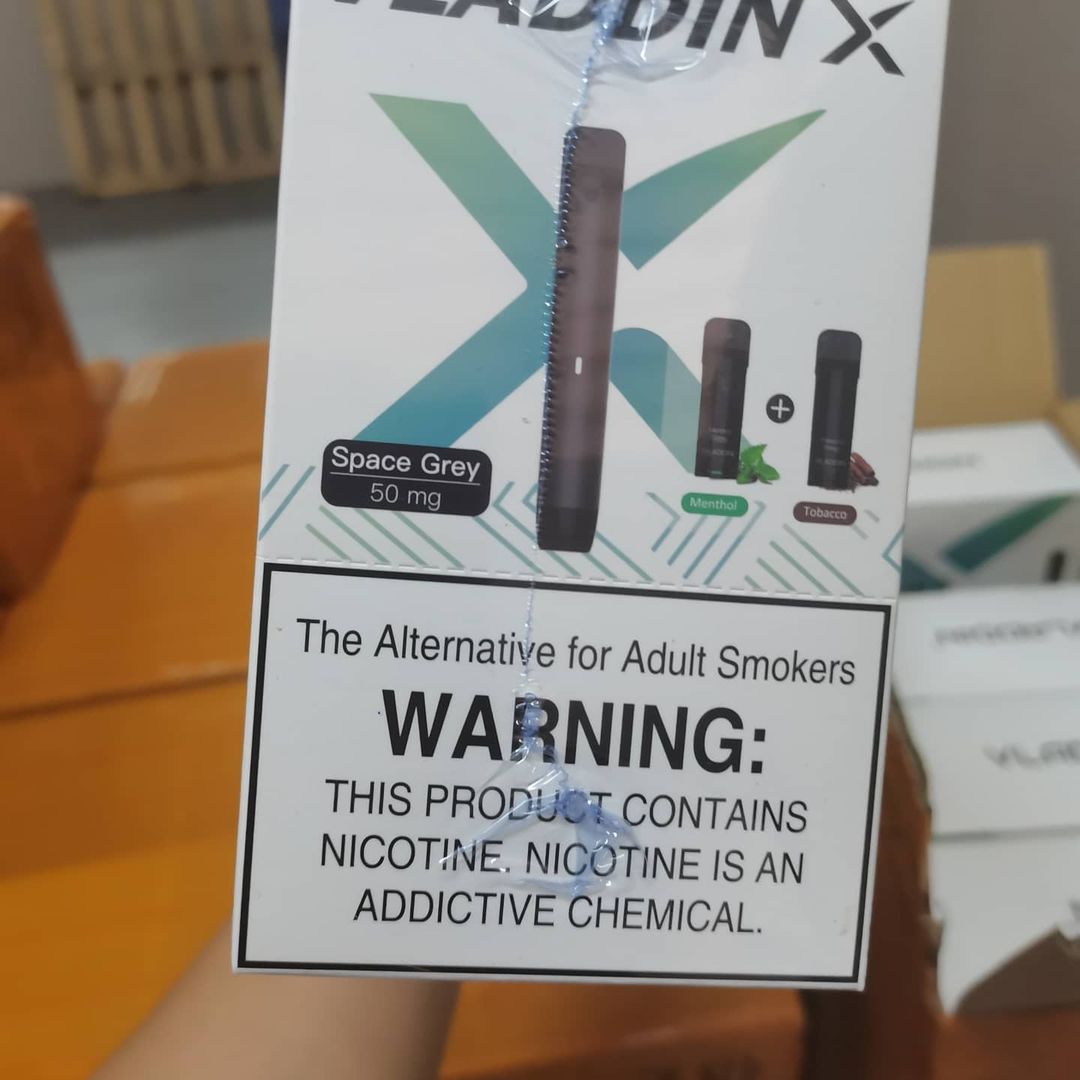 VLADDIN X
Space Grey
50 mg
+
Menthol
Tobacco
The Alternative for Adult Smokers
WARNING:
THIS PRODUCT CONTAINS
NICOTINE. NICOTINE IS AN
ADDICTIVE CHEMICAL.